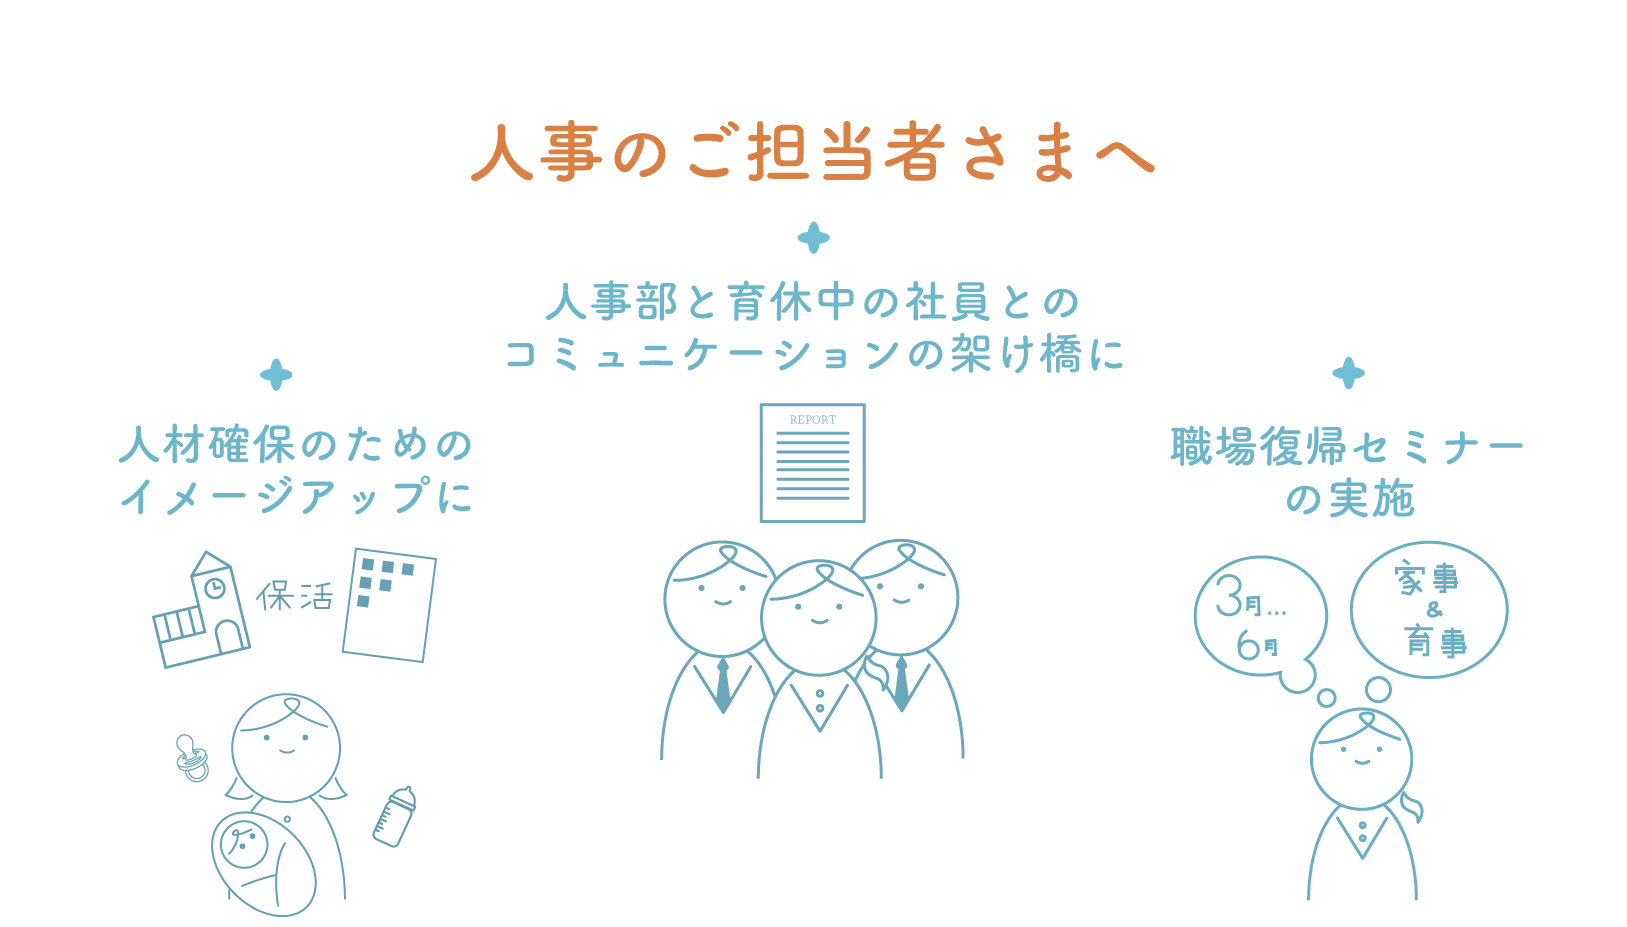 人事のご担当者さまへ
人事部と育休中の社員との
コミュニケーションの架け橋に
REPORT
人材確保のための
イメージアップに
保活
職場復帰セミナー
の実施
3月...
6月
家事
&
育事